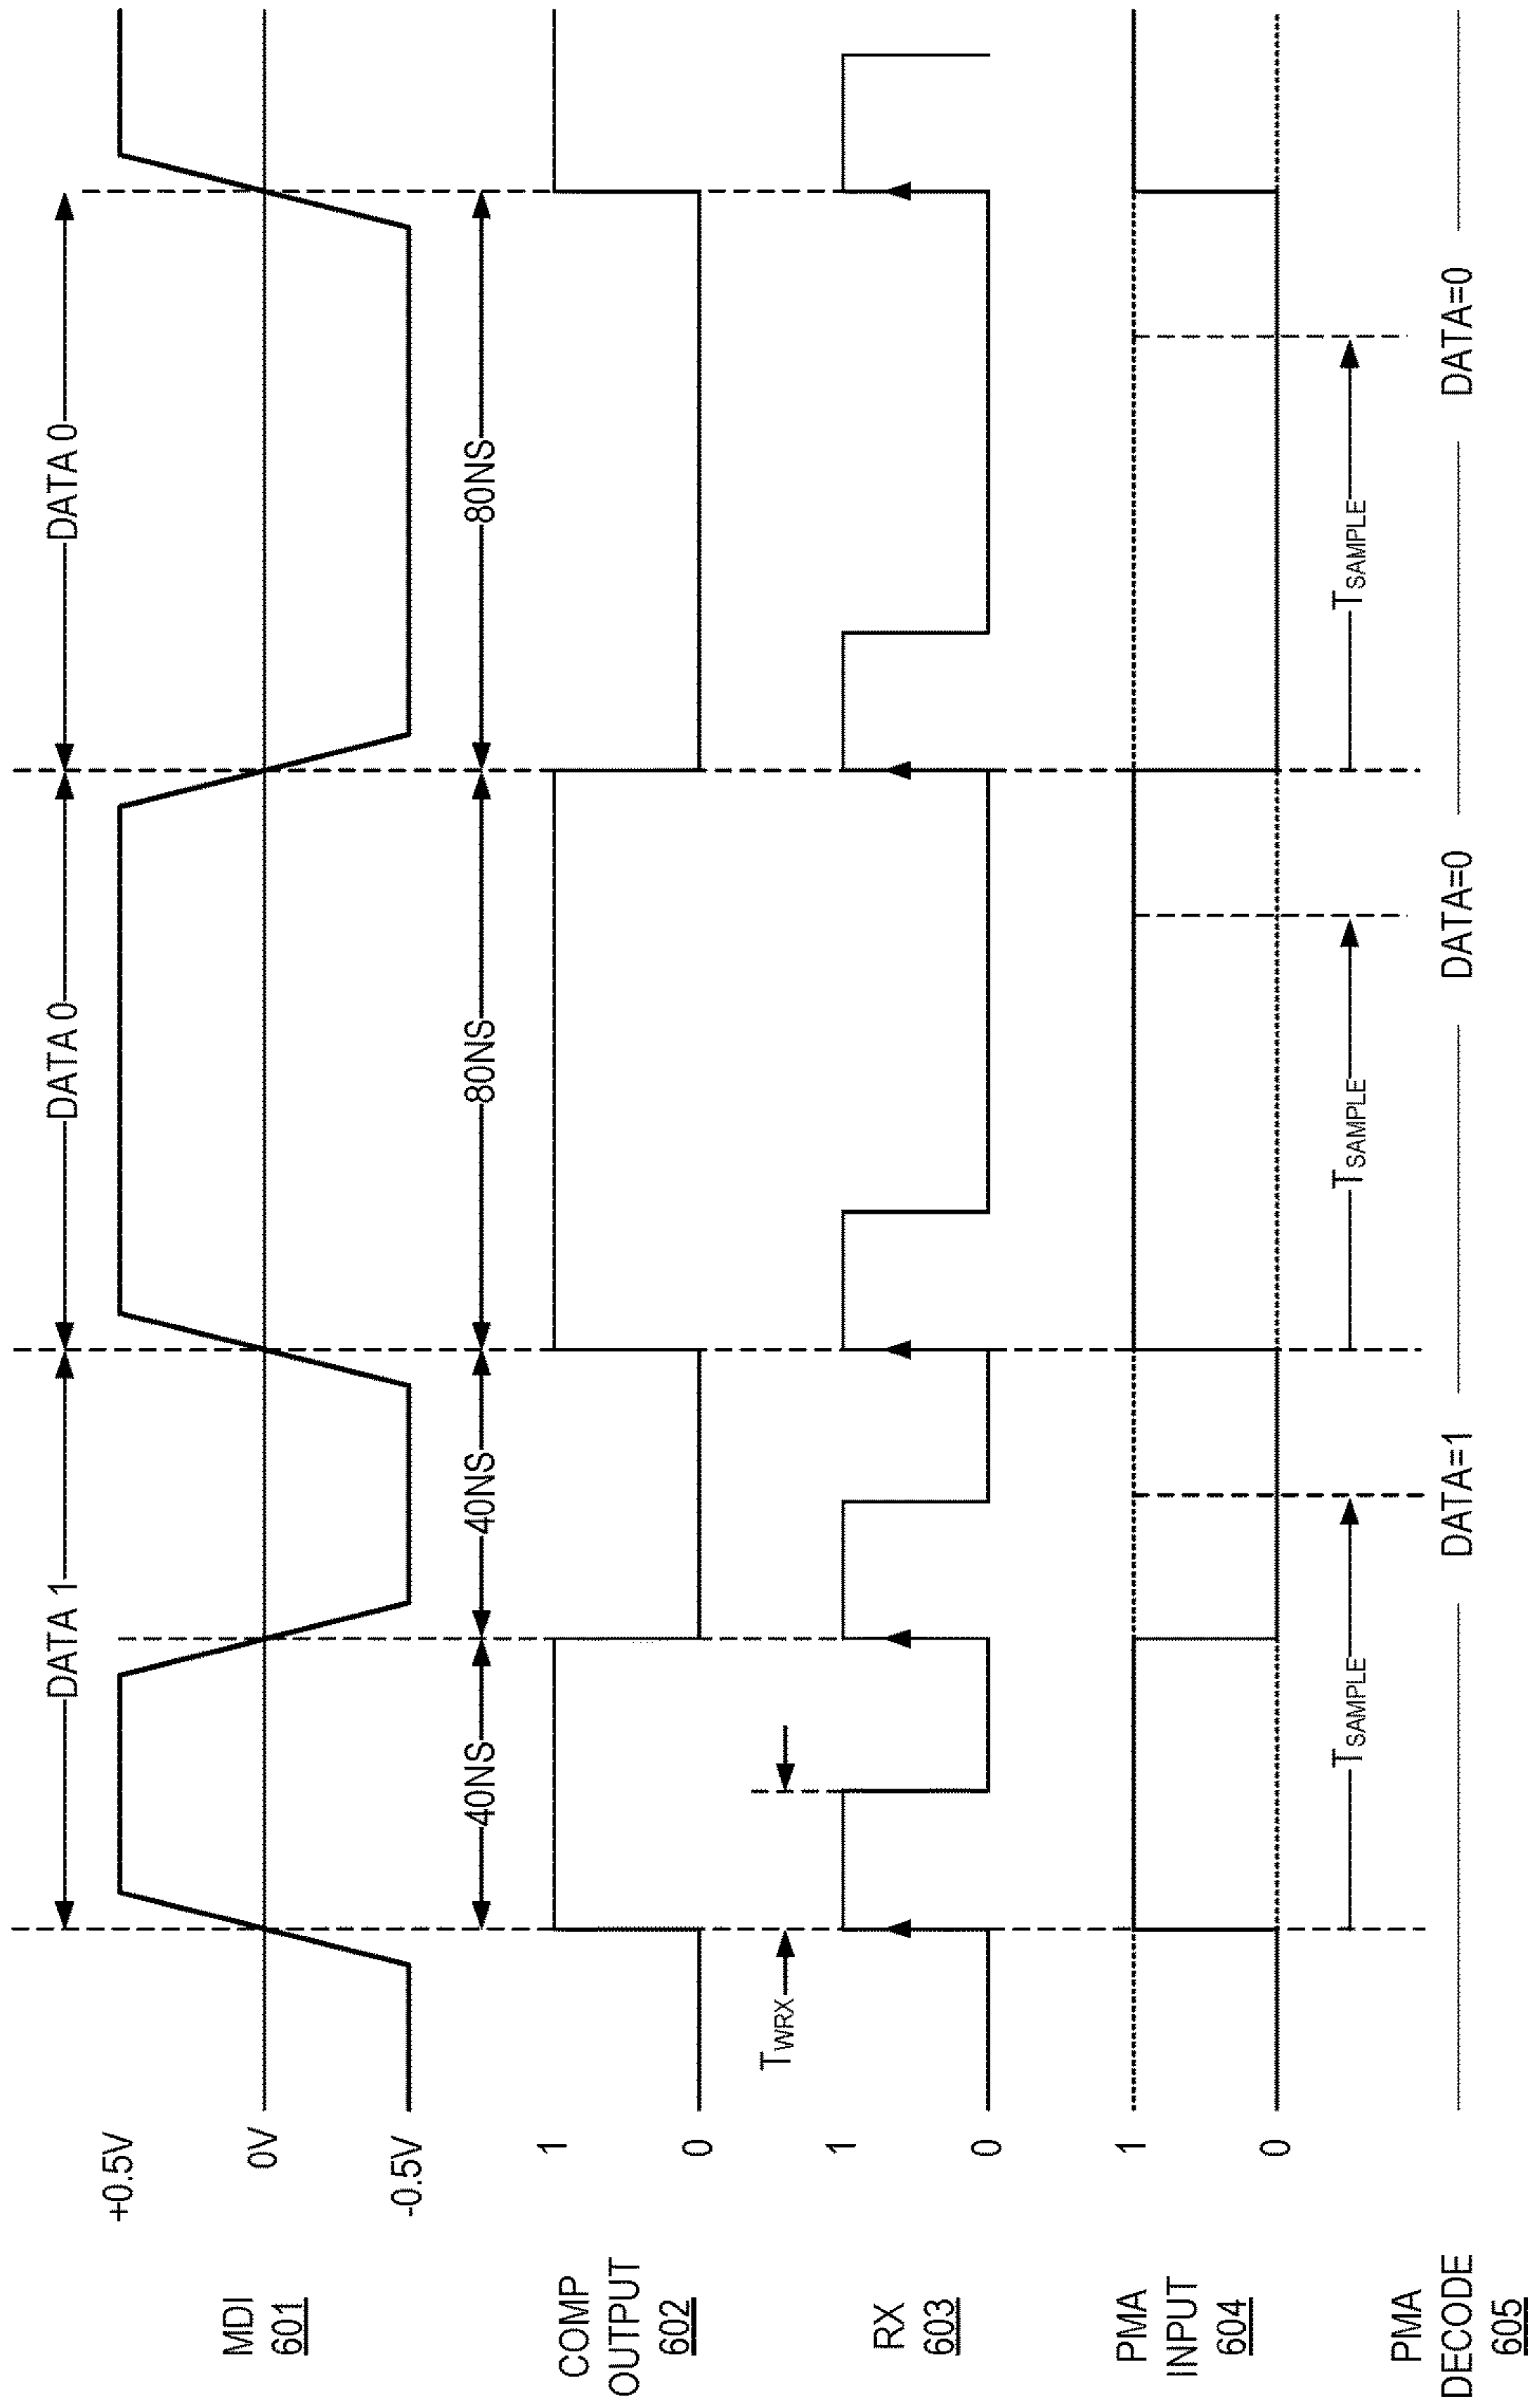 DATA 1
DATA 0
DATA 0
+0.5V
0V
-0.5V
MDI
601
40NS
40NS
80NS
80NS
COMP
OUTPUT
602
1
0
TWRX
RX
603
1
0
PMA
INPUT
604
1
0
TSAMPLE
TSAMPLE
TSAMPLE
PMA
DECODE
605
DATA=1
DATA=0
DATA=0